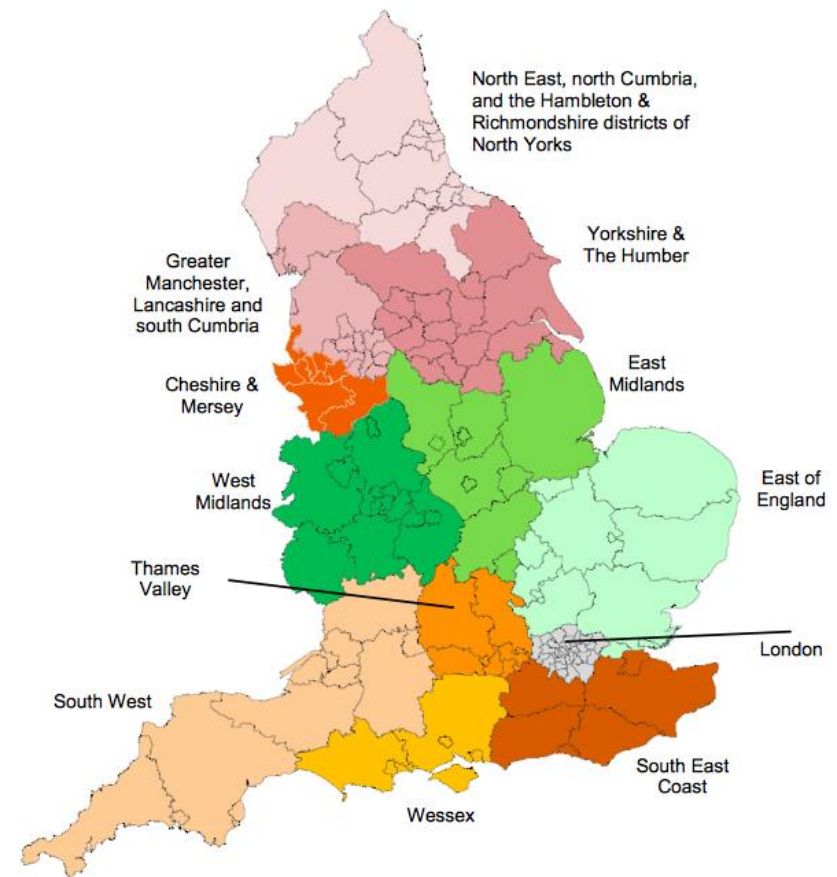 North East, north Cumbria,
and the Hambleton &
Richmondshire districts of
North Yorks
Yorkshire &
The Humber
Greater
Manchester,
Lancashire and
south Cumbria
East
Midlands
Cheshire &
Mersey
West
Midlands
East of
England
Thames
Valley
London
South West
South East
Coast
Wessex